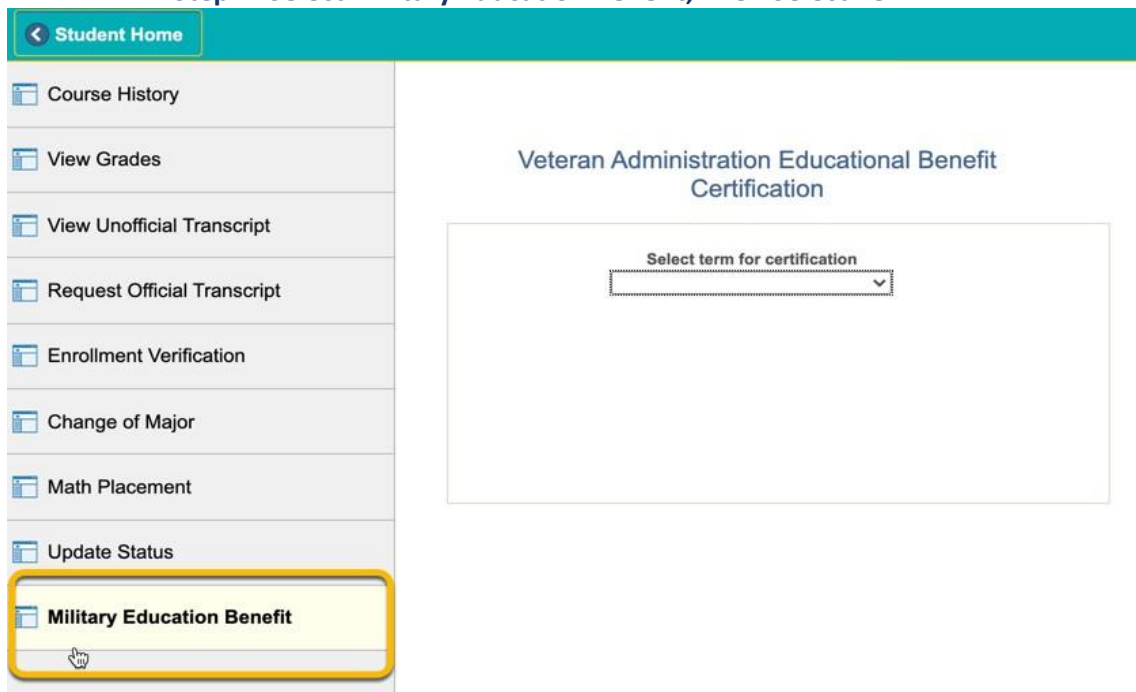 Student Home
Course History
View Grades
View Unofficial Transcript
Request Official Transcript
Enrollment Verification
Change of Major
Math Placement
Update Status
Military Education Benefit
Veteran Administration Educational Benefit
Certification
Select term for certification